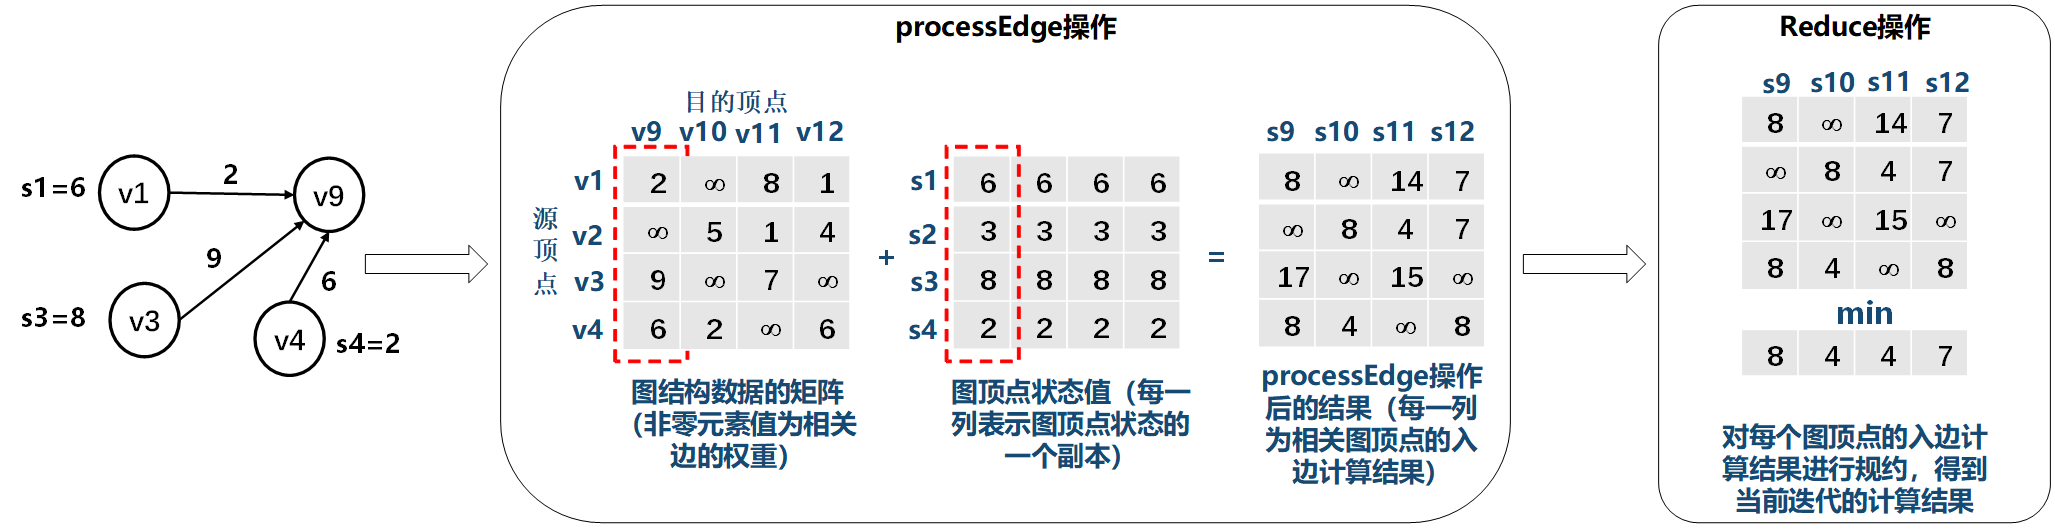 s1=6
v1
2
v9
9
6
s3=8
v3
v4
s4=2
processEdge操作
目的顶点
v9 v10 v11 v12
源顶点
v1 2 ∞ 8 1
v2 ∞ 5 1 4
v3 9 ∞ 7 ∞
v4 6 2 ∞ 6
图结构数据的矩阵
（非零元素值为相关
边的权重）
+
s1 6 6 6 6
s2 3 3 3 3
s3 8 8 8 8
s4 2 2 2 2
图顶点状态值（每一
列表示图顶点状态的
一个副本）
=
s9 s10 s11 s12
8 ∞ 14 7
∞ 8 4 7
17 ∞ 15 ∞
8 4 ∞ 8
processEdge操作
后的结果（每一列
为相关图顶点的入
边计算结果）
Reduce操作
s9 s10 s11 s12
8 ∞ 14 7
∞ 8 4 7
17 ∞ 15 ∞
8 4 ∞ 8
min
8 4 4 7
对每个图顶点的入边计
算结果进行规约，得到
当前迭代的计算结果